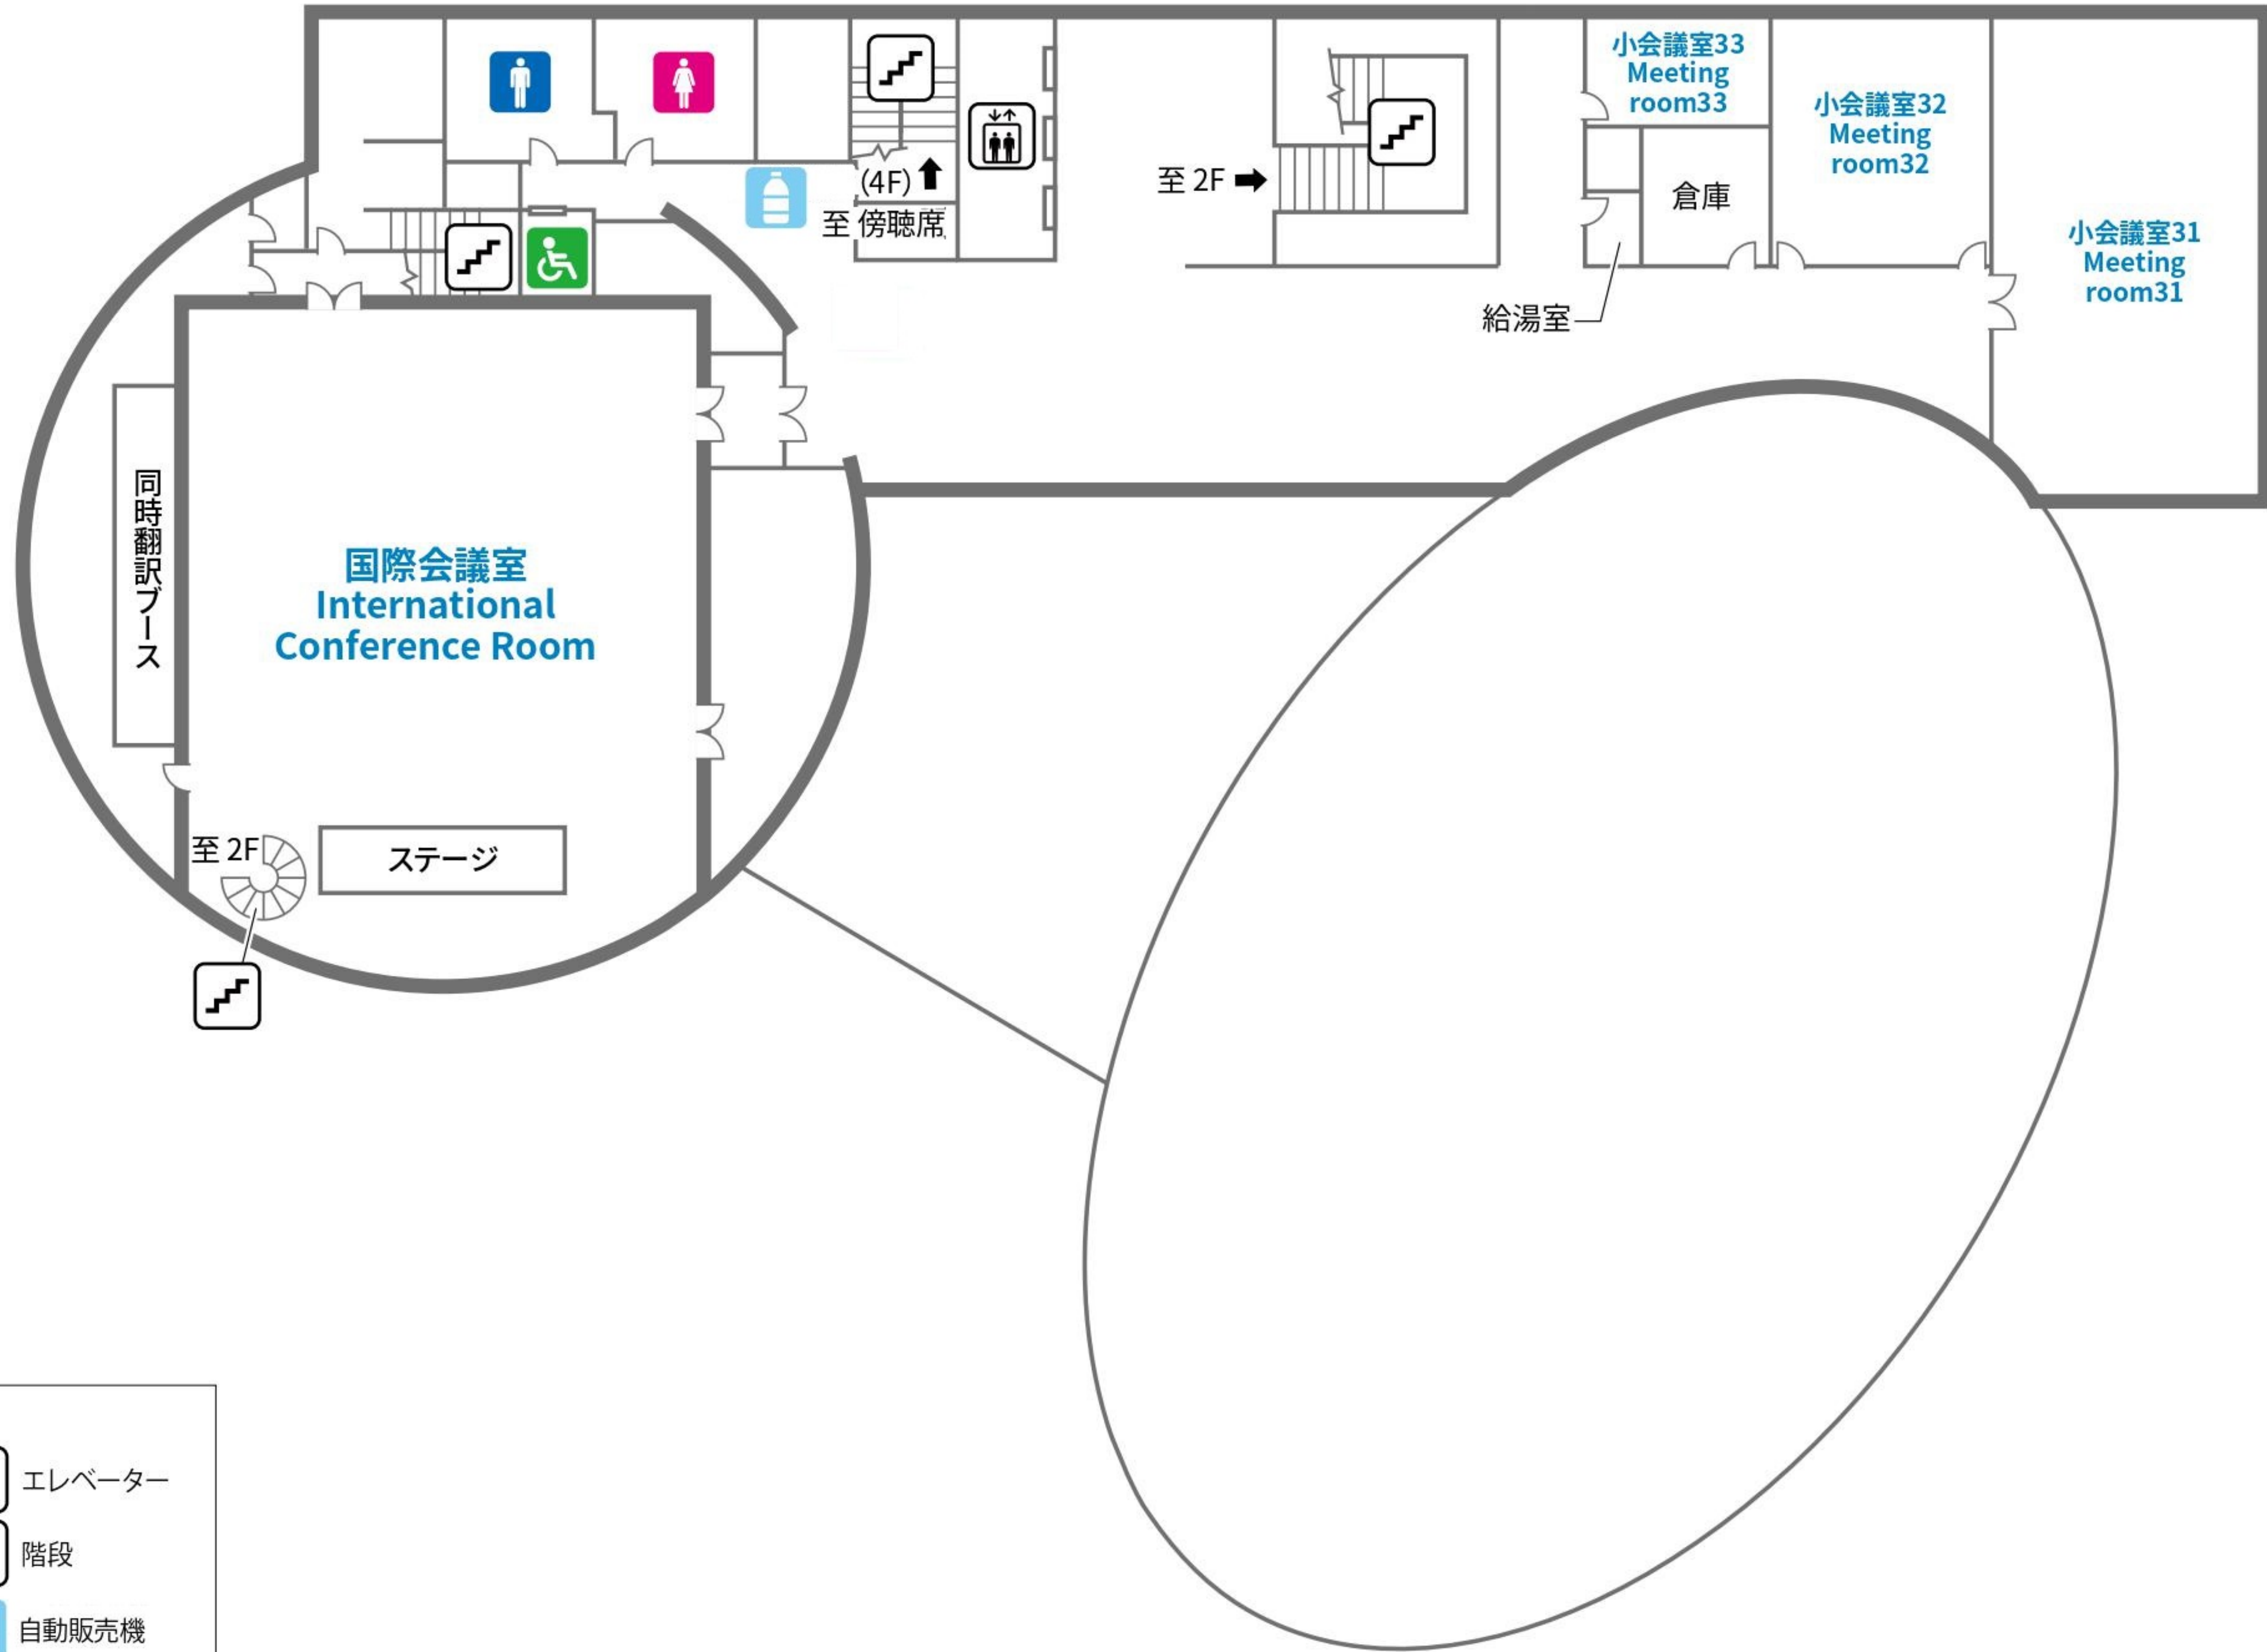 小会議室33
Meeting
room33
小会議室32
Meeting
room32
小会議室31
Meeting
room31
(4F)
至 傍聴席
至 2F
倉庫
給湯室
同時翻訳ブース
国際会議室
International
Conference Room
至 2F
ステージ
エレベーター
階段
自動販売機